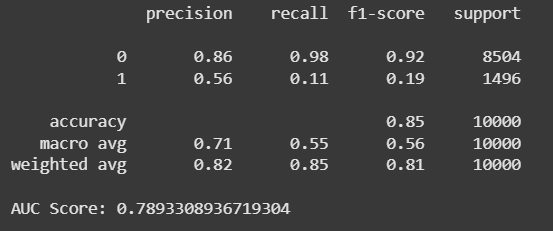 precision recall f1-score support
0 0.86 0.98 0.92 8504
1 0.56 0.11 0.19 1496
accuracy 0.85 10000
macro avg 0.71 0.55 0.56 10000
weighted avg 0.82 0.85 0.81 10000
AUC Score: 0.7893308936719304